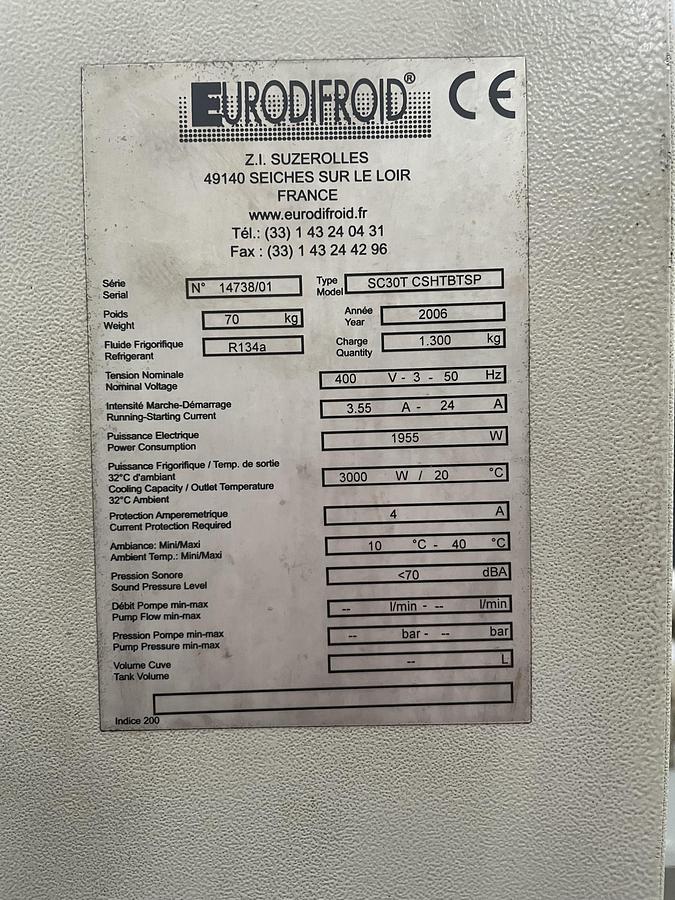 EURODIFROID®
CE
Z.I. SUZEROLLES
49140 SEICHES SUR LE LOIR
FRANCE
www.eurodifroid.fr
Tél.: (33) 1 43 24 04 31
Fax : (33) 1 43 24 42 96
Série
Serial
N° 14738/01
Type
Model
SC30T CSHTBTSP
Poids
Weight
70 kg
Année
Year
2006
Fluide Frigorifique
Refrigerant
R134a
Charge
Quantity
1.300 kg
Tension Nominale
Nominal Voltage
400 V - 3 - 50 Hz
Intensité Marche-Démarrage
Running-Starting Current
3.55 A - 24 A
Puissance Electrique
Power Consumption
1955 W
Puissance Frigorifique / Temp. de sortie
32°C d'ambiant
Cooling Capacity / Outlet Temperature
32°C Ambient
3000 W / 20 °C
Protection Amperemetrique
Current Protection Required
4 A
Ambiance: Mini/Maxi
Ambient Temp.: Mini/Maxi
10 °C - 40 °C
Pression Sonore
Sound Pressure Level
<70 dBA
Débit Pompe min-max
Pump Flow min-max
-- l/min - -- l/min
Pression Pompe min-max
Pump Pressure min-max
-- bar - -- bar
Volume Cuve
Tank Volume
-- L
Indice 200